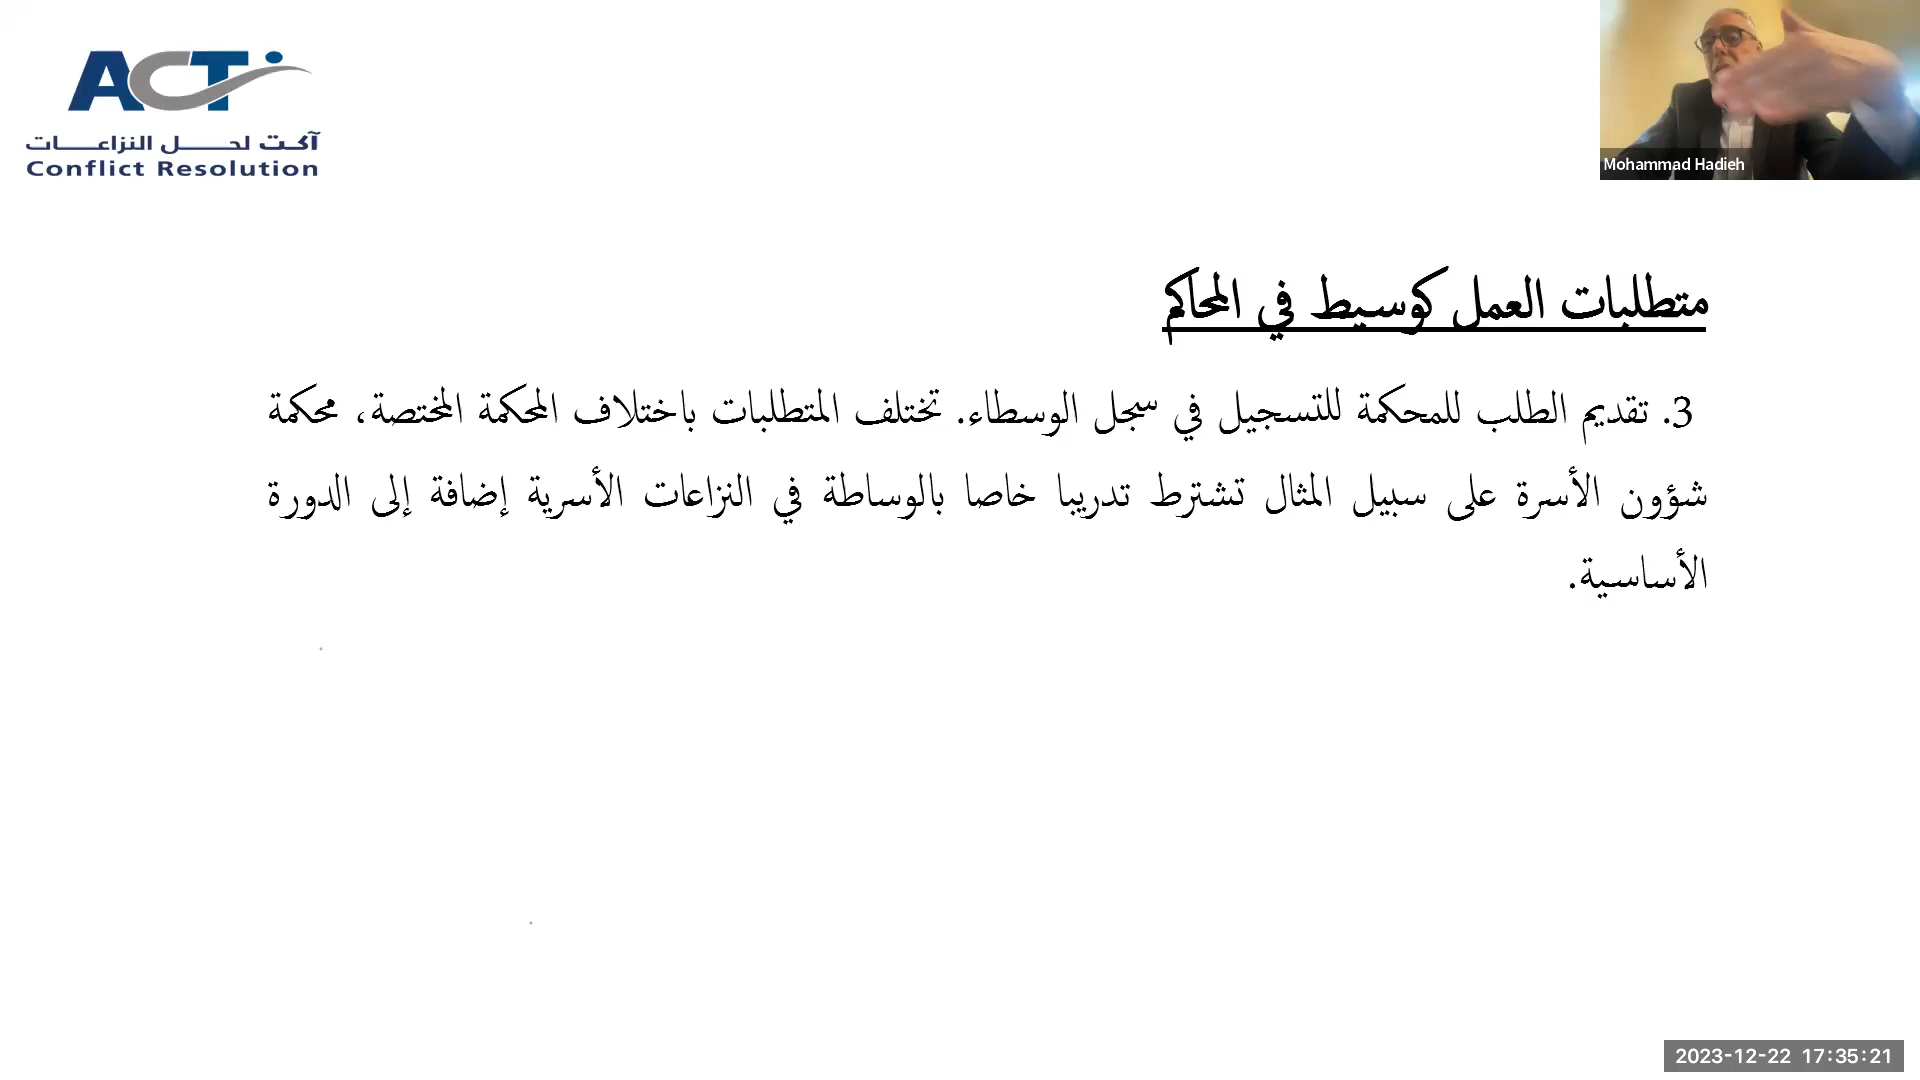 ACT
آكت لحـــل النزاعـــات
Conflict Resolution
Mohammad Hadieh
متطلبات العمل كوسيط في المحاكم
3. تقديم الطلب للمحكمة للتسجيل في سجل الوسطاء. تختلف المتطلبات باختلاف المحكمة المختصة، محكمة
شؤون الأسرة على سبيل المثال تشترط تدريبا خاصا بالوساطة في النزاعات الأسرية إضافة إلى الدورة
الأساسية.
2023-12-22 17:35:21